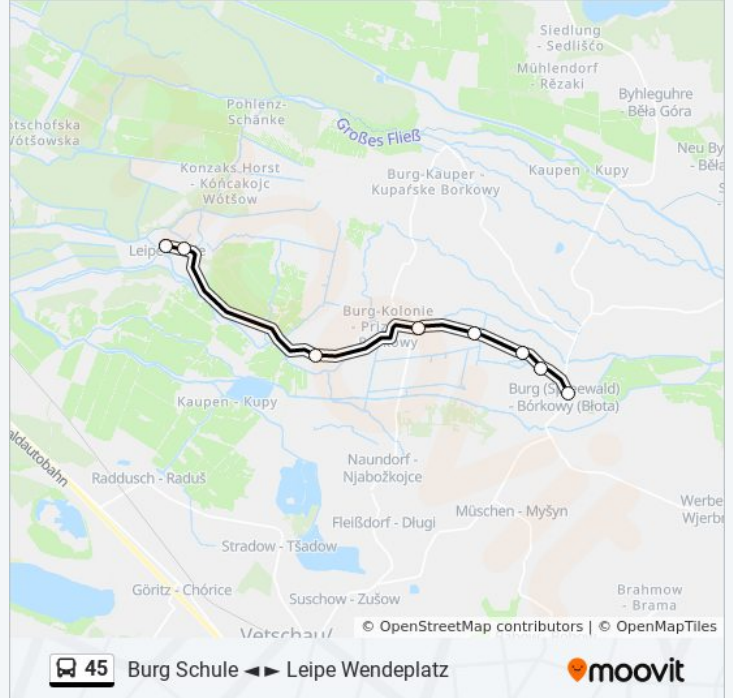 Siedlung
- Sedlišćo
Mühlendorf
- Rězaki
Byhleguhre
- Běła Góra
Pohlenz-
Schänke
Großes Fließ
Neu By
- Běła
Konzaks Horst
- Kóńcakojc
Wótšow
Burg-Kauper -
Kupaŕske Borkowy
Kaupen - Kupy
Leipe
Burg-Kolonie
Burg (Spreewald)
- Bórkowy (Błota)
Kaupen - Kupy
Naundorf -
Njabožkojce
Raddusch - Raduš
Müschen - Myšyn
Fleißdorf - Długi
Stradow - Tšadow
Göritz - Chórice
Suschow - Zušow
Brahmow
- Brama
Vetschau/
© OpenStreetMap contributors | © OpenMapTiles
45 Burg Schule ◄ ► Leipe Wendeplatz
moovit